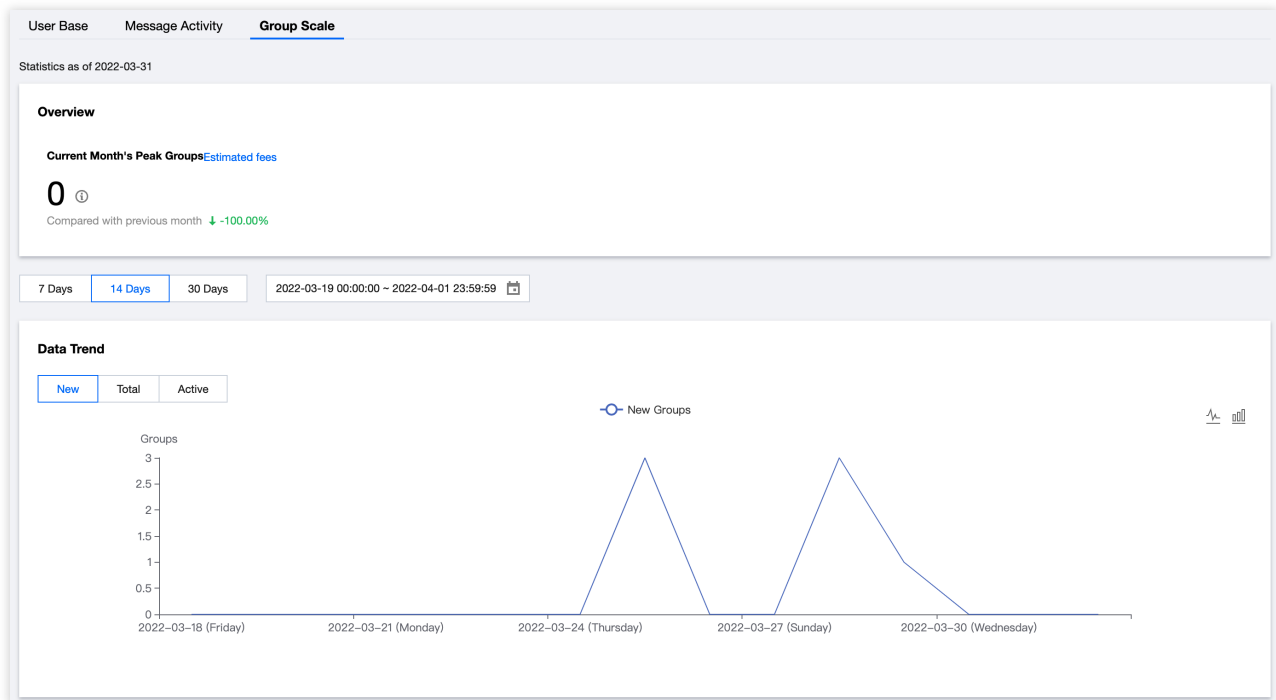 User Base Message Activity Group Scale
Statistics as of 2022-03-31
Overview
Current Month's Peak Groups Estimated fees
0
Compared with previous month ↓ -100.00%
7 Days 14 Days 30 Days 2022-03-19 00:00:00 ~ 2022-04-01 23:59:59
Data Trend
New Total Active
New Groups
Groups
3
2.5
2
1.5
1
0.5
0
2022-03-18 (Friday) 2022-03-21 (Monday) 2022-03-24 (Thursday) 2022-03-27 (Sunday) 2022-03-30 (Wednesday)